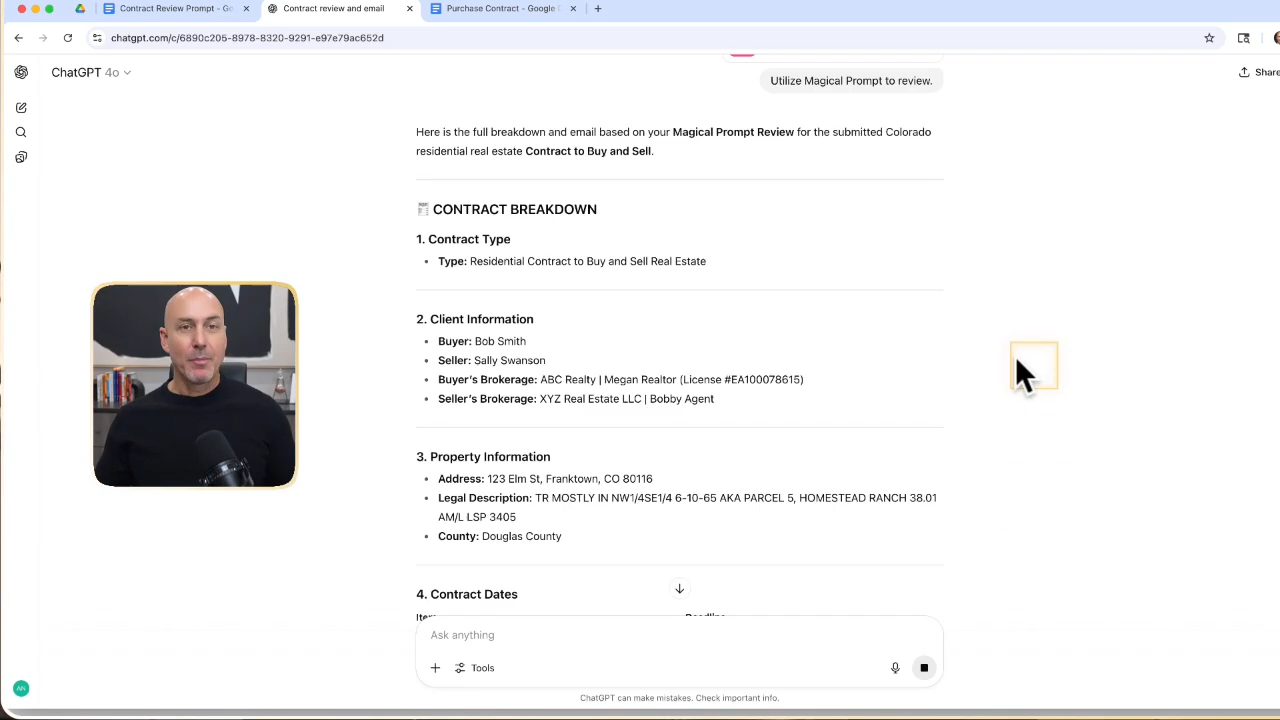 Contract Review Prompt - Go
Contract review and email
Purchase Contract - Google
chatgpt.com/c/6890c205-8978-8320-9291-e97e79ac652d
ChatGPT 4o
Share
Utilize Magical Prompt to review.
Here is the full breakdown and email based on your Magical Prompt Review for the submitted Colorado
residential real estate Contract to Buy and Sell.
CONTRACT BREAKDOWN
1. Contract Type
• Type: Residential Contract to Buy and Sell Real Estate
2. Client Information
• Buyer: Bob Smith
• Seller: Sally Swanson
• Buyer's Brokerage: ABC Realty | Megan Realtor (License #EA100078615)
• Seller's Brokerage: XYZ Real Estate LLC | Bobby Agent
3. Property Information
• Address: 123 Elm St, Franktown, CO 80116
• Legal Description: TR MOSTLY IN NW1/4SE1/4 6-10-65 AKA PARCEL 5, HOMESTEAD RANCH 38.01
AM/L LSP 3405
• County: Douglas County
4. Contract Dates
Ask anything
Tools
AN
ChatGPT can make mistakes. Check important info.